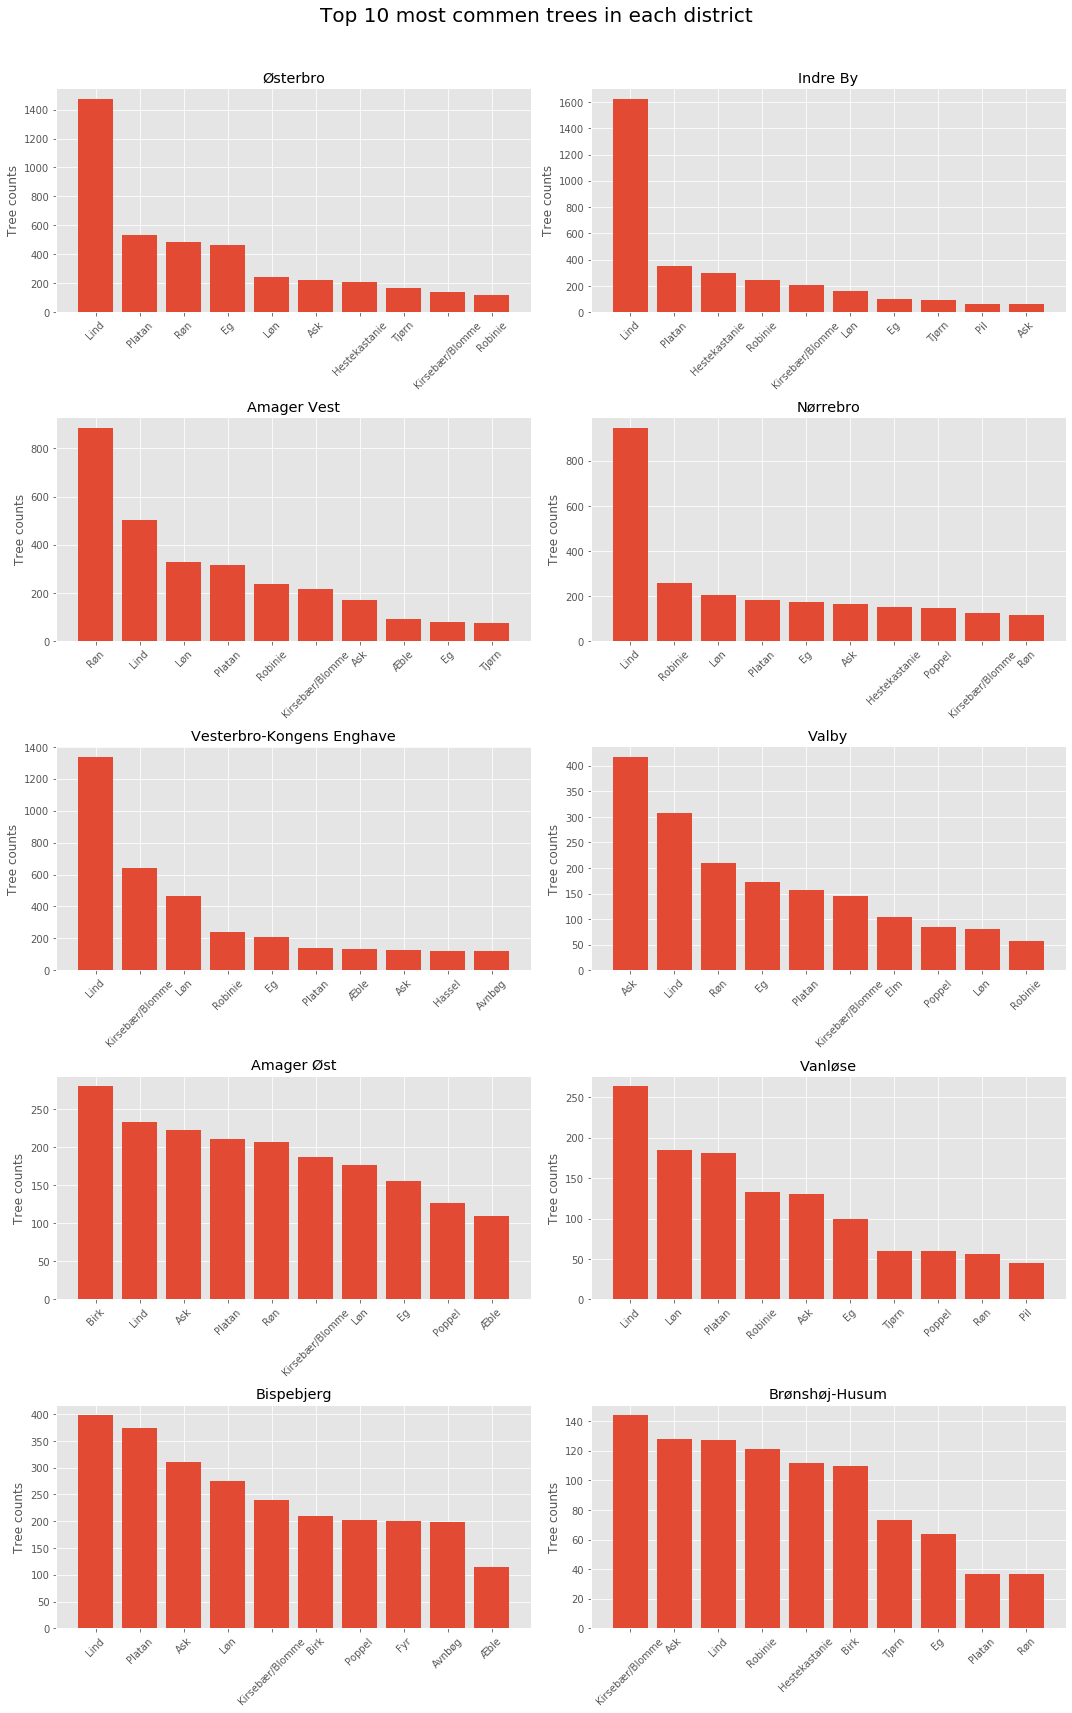 Top 10 most commen trees in each district
Østerbro
Tree counts
1400
1200
1000
800
600
400
200
0
Lind
Platan
Røn
Eg
Løn
Ask
Hestekastanie
Tjørn
Kirsebær/Blomme
Robinie
Indre By
Tree counts
1600
1400
1200
1000
800
600
400
200
0
Lind
Platan
Hestekastanie
Robinie
Kirsebær/Blomme
Løn
Eg
Tjørn
Pil
Ask
Amager Vest
Tree counts
800
600
400
200
0
Røn
Lind
Løn
Platan
Robinie
Kirsebær/Blomme
Ask
Æble
Eg
Tjørn
Nørrebro
Tree counts
800
600
400
200
0
Lind
Robinie
Løn
Platan
Eg
Ask
Hestekastanie
Poppel
Kirsebær/Blomme
Røn
Vesterbro-Kongens Enghave
Tree counts
1400
1200
1000
800
600
400
200
0
Lind
Kirsebær/Blomme
Løn
Robinie
Eg
Platan
Æble
Ask
Hassel
Avnbøg
Valby
Tree counts
400
350
300
250
200
150
100
50
0
Ask
Lind
Røn
Eg
Platan
Kirsebær/Blomme
Elm
Poppel
Løn
Robinie
Amager Øst
Tree counts
250
200
150
100
50
0
Birk
Lind
Ask
Platan
Røn
Kirsebær/Blomme
Løn
Eg
Poppel
Æble
Vanløse
Tree counts
250
200
150
100
50
0
Lind
Løn
Platan
Robinie
Ask
Eg
Tjørn
Poppel
Røn
Pil
Bispebjerg
Tree counts
400
350
300
250
200
150
100
50
0
Lind
Platan
Ask
Løn
Kirsebær/Blomme
Birk
Poppel
Fyr
Avnbøg
Æble
Brønshøj-Husum
Tree counts
140
120
100
80
60
40
20
0
Kirsebær/Blomme
Ask
Lind
Robinie
Hestekastanie
Birk
Tjørn
Eg
Platan
Røn